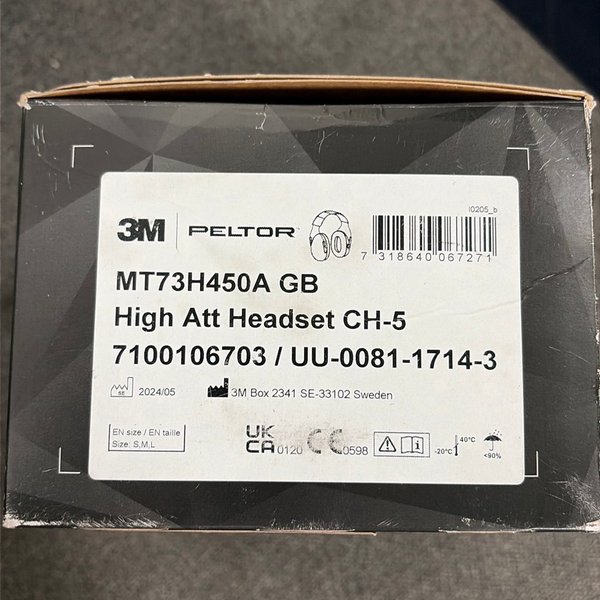 3M PELTOR
I0205_b
7 318640 067271
MT73H450A GB
High Att Headset CH-5
7100106703 / UU-0081-1714-3
SE 2024/05 3M Box 2341 SE-33102 Sweden
EN size / EN taille
Size: S,M,L
UK
CA 0120 CE 0598 -20°C 40°C <90%